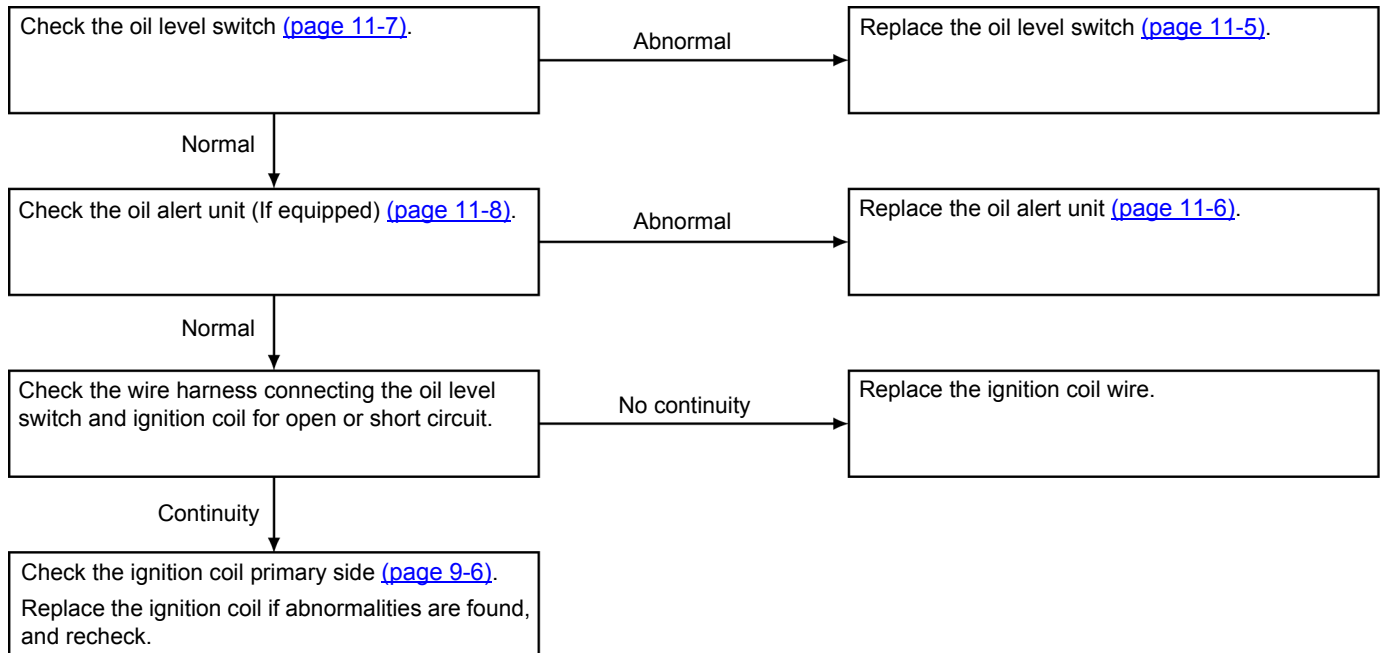 Check the oil level switch (page 11-7).
Abnormal
Replace the oil level switch (page 11-5).
Normal
Check the oil alert unit (If equipped) (page 11-8).
Abnormal
Replace the oil alert unit (page 11-6).
Normal
Check the wire harness connecting the oil level
switch and ignition coil for open or short circuit.
No continuity
Replace the ignition coil wire.
Continuity
Check the ignition coil primary side (page 9-6).
Replace the ignition coil if abnormalities are found,
and recheck.